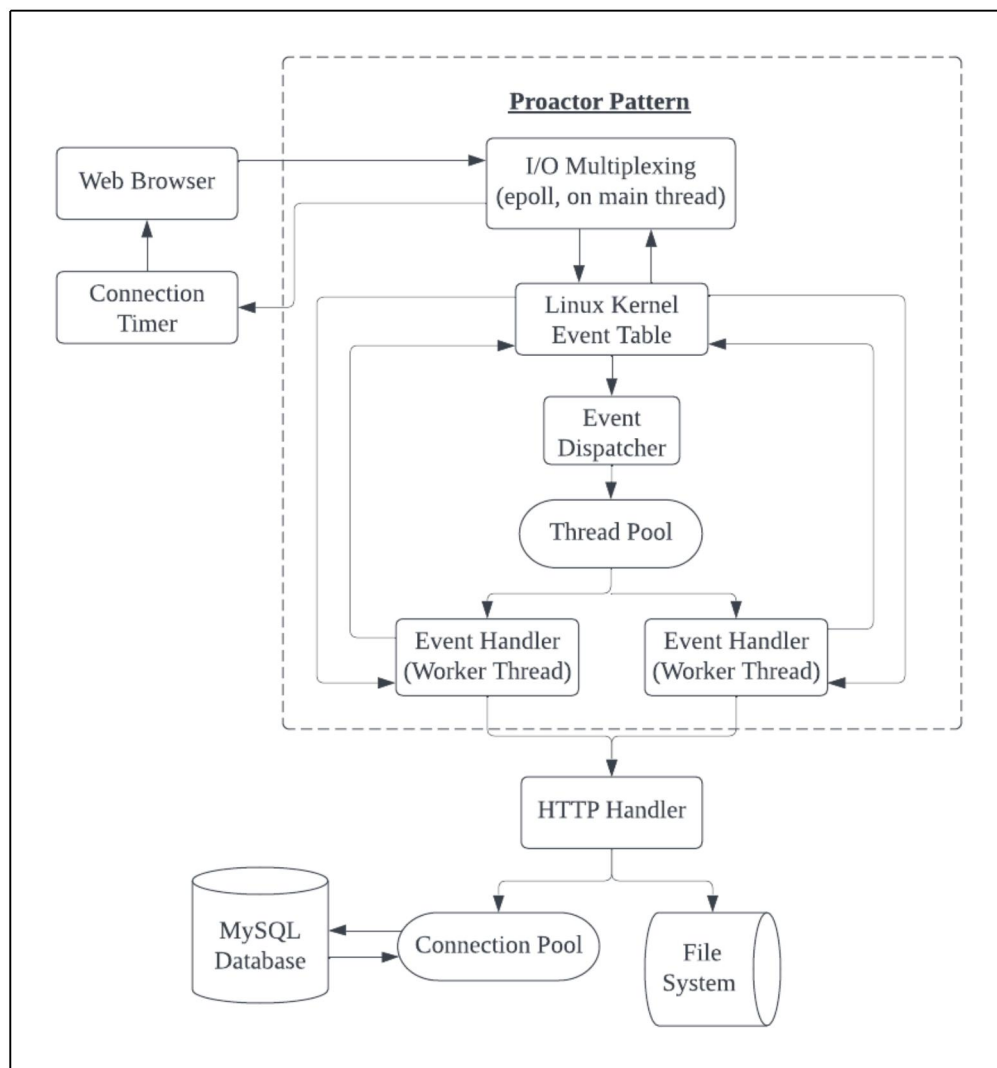 Proactor Pattern
Web Browser
I/O Multiplexing
(epoll, on main thread)
Connection
Timer
Linux Kernel
Event Table
Event
Dispatcher
Thread Pool
Event Handler
(Worker Thread)
Event Handler
(Worker Thread)
HTTP Handler
MySQL
Database
Connection Pool
File
System